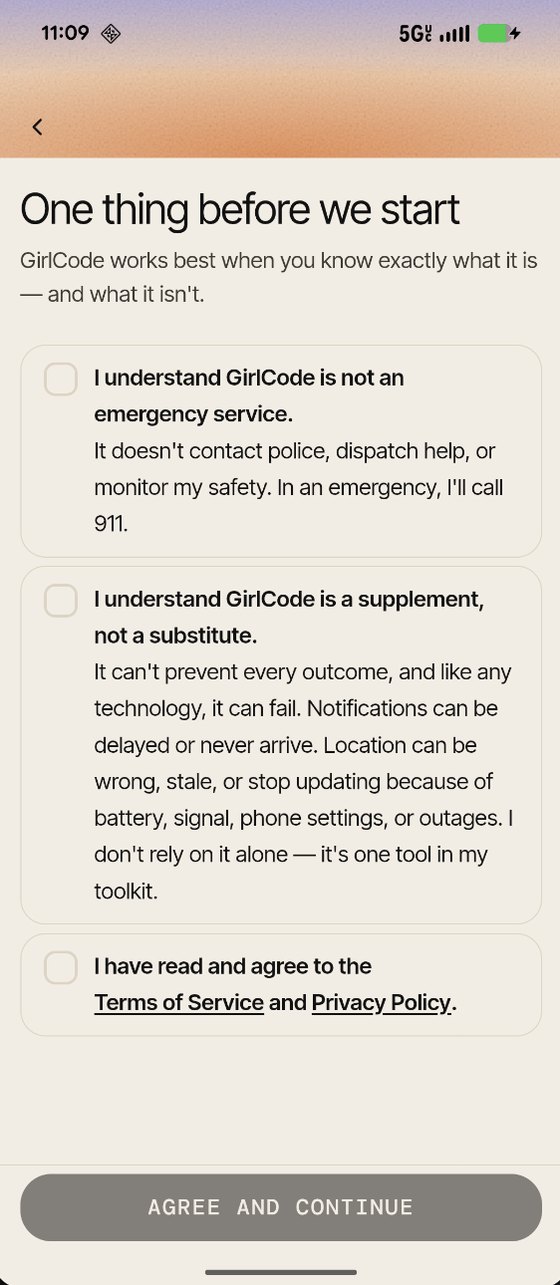 11:09
5G UC
One thing before we start
GirlCode works best when you know exactly what it is
— and what it isn't.
I understand GirlCode is not an
emergency service.
It doesn't contact police, dispatch help, or
monitor my safety. In an emergency, I'll call
911.
I understand GirlCode is a supplement,
not a substitute.
It can't prevent every outcome, and like any
technology, it can fail. Notifications can be
delayed or never arrive. Location can be
wrong, stale, or stop updating because of
battery, signal, phone settings, or outages. I
don't rely on it alone — it's one tool in my
toolkit.
I have read and agree to the
Terms of Service and Privacy Policy.
AGREE AND CONTINUE